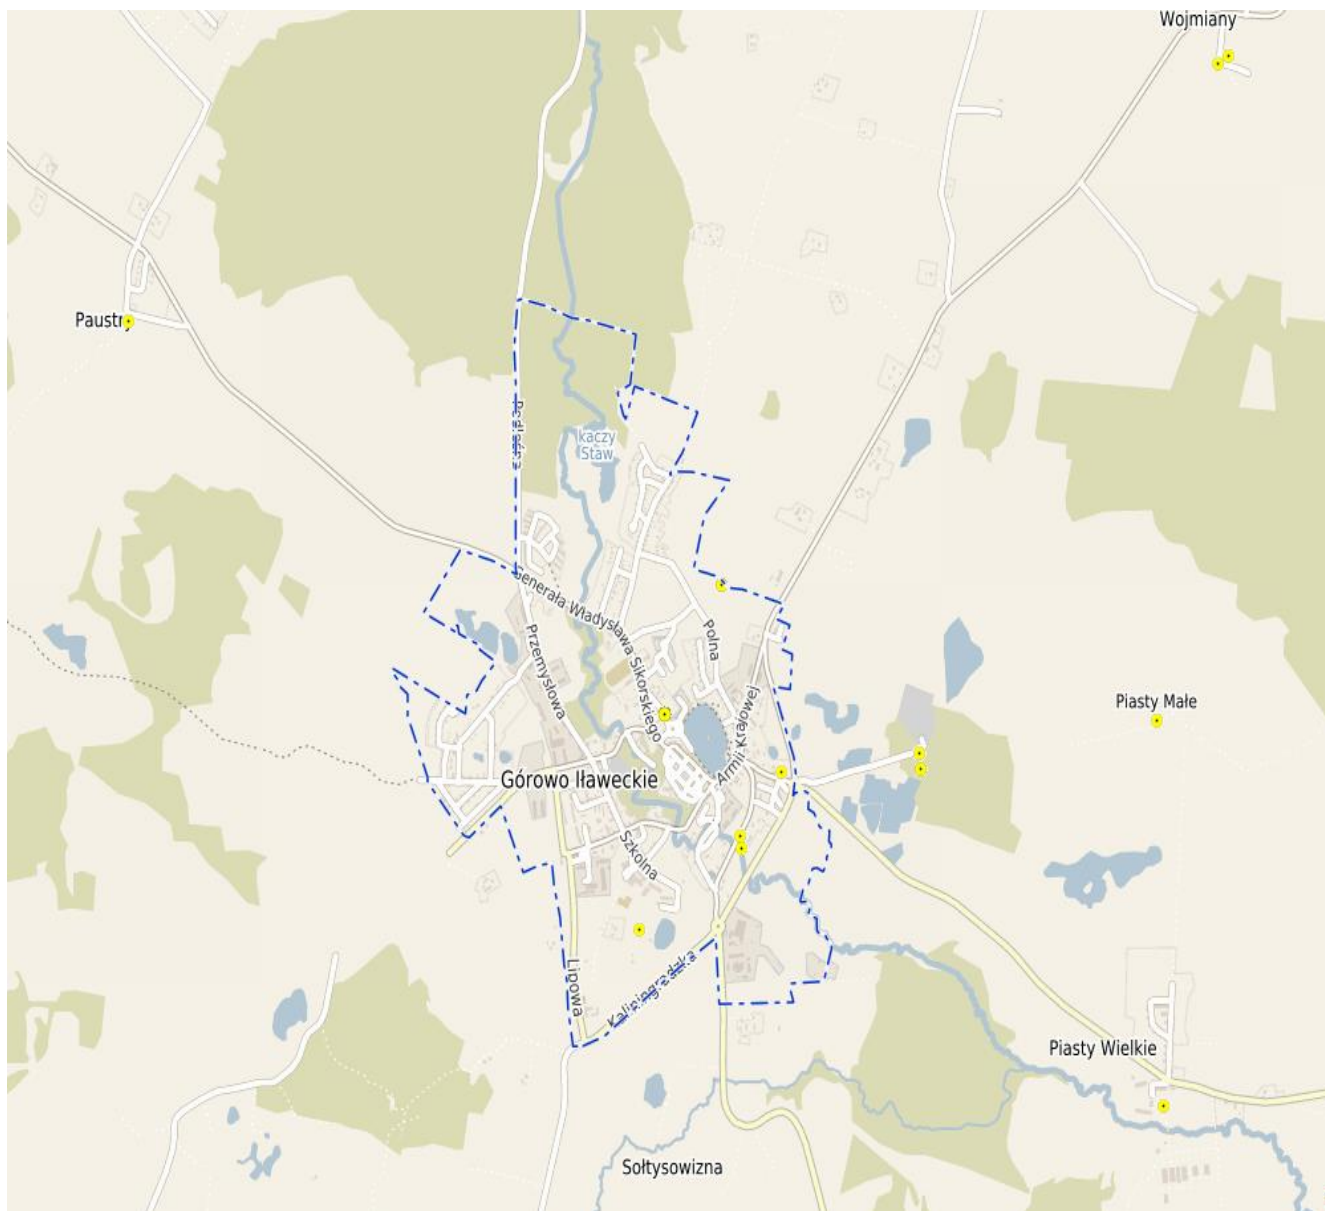 Wojmiany
Paustry
Podleśna
kaczy
Staw
Generała Władysława Sikorskiego
Przemysłowa
Polna
Piasty Małe
Armii Krajowej
Górowo Iławeckie
Szkolna
Lipowa
Kaliningradzka
Piasty Wielkie
Sołtysowizna